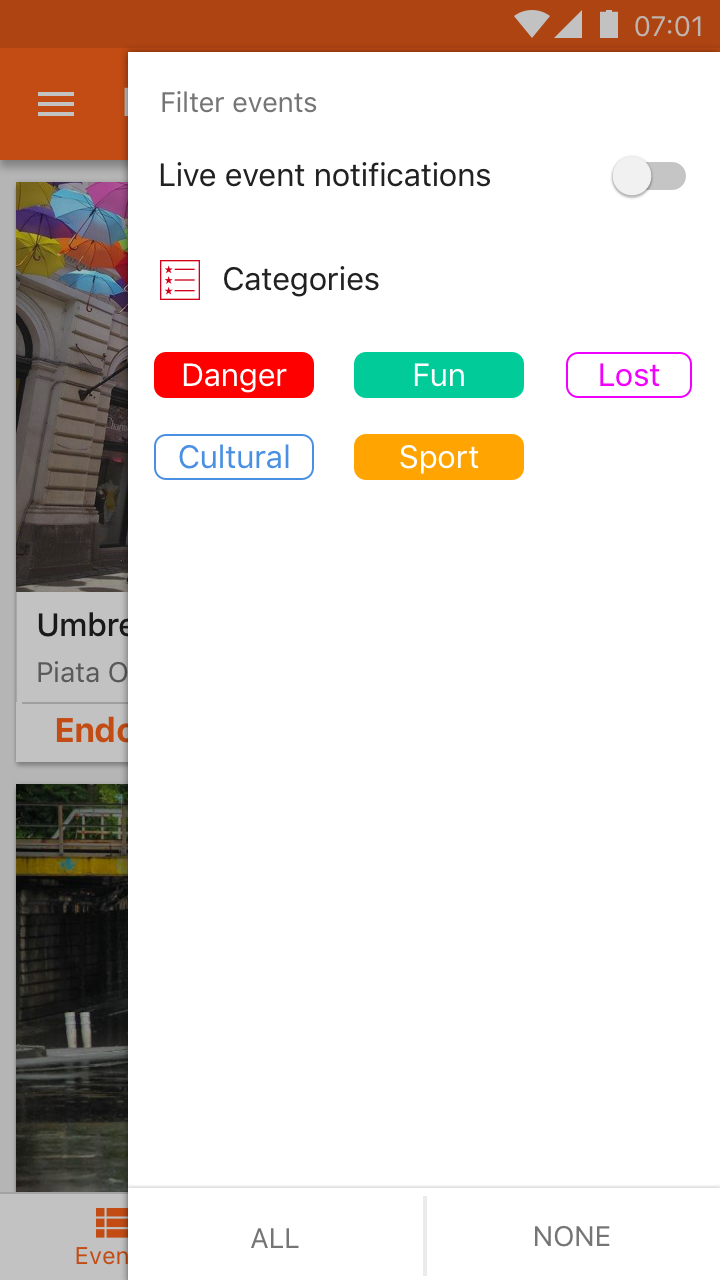 07:01
Filter events
Live event notifications
Categories
Danger Fun Lost
Cultural Sport
Umbre
Piata O
Endo
Even
ALL NONE